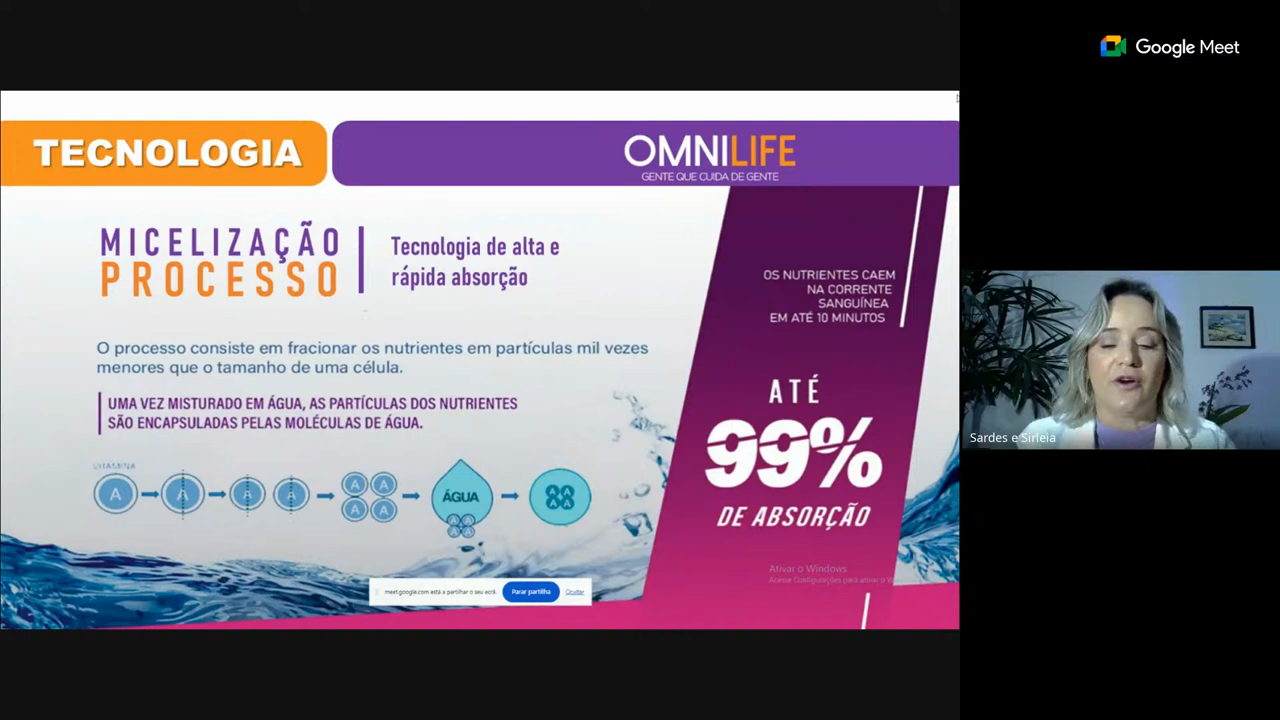 Google Meet
TECNOLOGIA
OMNILIFE
GENTE QUE CUIDA DE GENTE
MICELIZAÇÃO
PROCESSO
Tecnologia de alta e
rápida absorção
O processo consiste em fracionar os nutrientes em partículas mil vezes
menores que o tamanho de uma célula.
UMA VEZ MISTURADO EM ÁGUA, AS PARTÍCULAS DOS NUTRIENTES
SÃO ENCAPSULADAS PELAS MOLÉCULAS DE ÁGUA.
VITAMINA
A A A A A A A A ÁGUA A A A A A A A A
OS NUTRIENTES CAEM
NA CORRENTE
SANGUÍNEA
EM ATÉ 10 MINUTOS
ATÉ
99%
DE ABSORÇÃO
Ativar o Windows
Acesse Configurações para ativar o W
meet.google.com está a partilhar o seu ecrã.
Parar partilha
Ocultar
Sardes e Sirleia